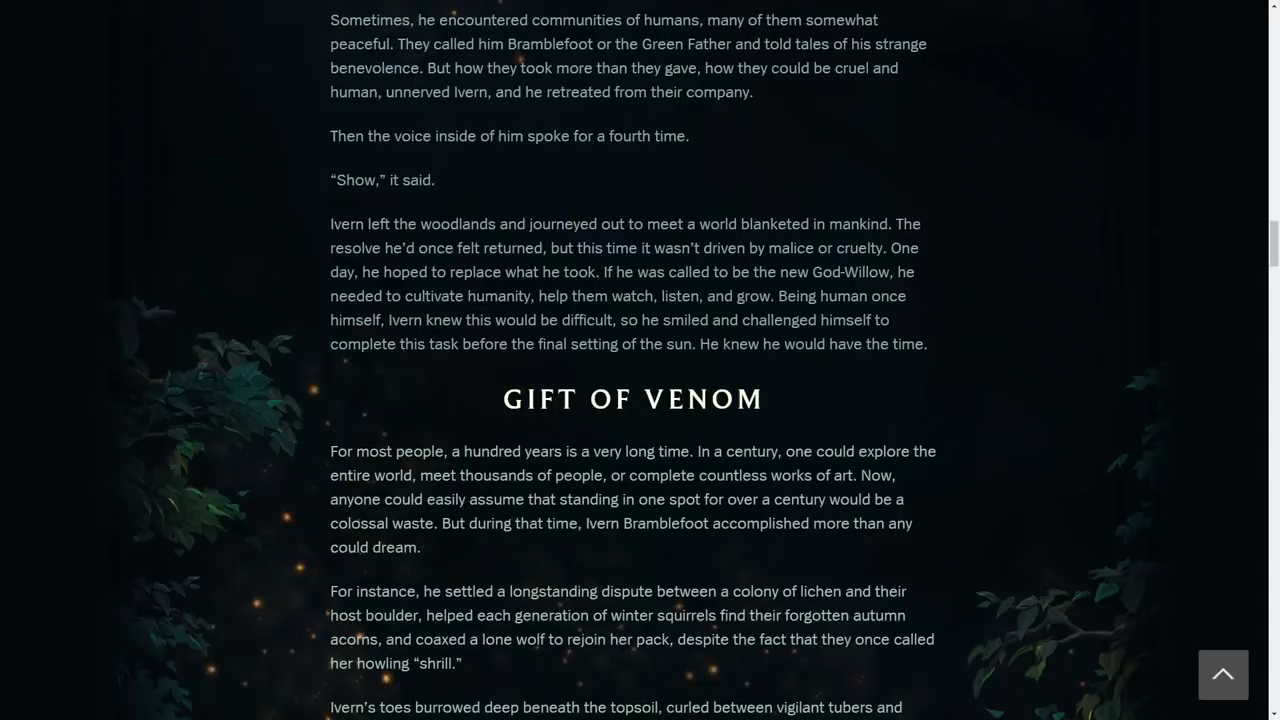 Sometimes, he encountered communities of humans, many of them somewhat
peaceful. They called him Bramblefoot or the Green Father and told tales of his strange
benevolence. But how they took more than they gave, how they could be cruel and
human, unnerved Ivern, and he retreated from their company.
Then the voice inside of him spoke for a fourth time.
“Show,” it said.
Ivern left the woodlands and journeyed out to meet a world blanketed in mankind. The
resolve he’d once felt returned, but this time it wasn’t driven by malice or cruelty. One
day, he hoped to replace what he took. If he was called to be the new God-Willow, he
needed to cultivate humanity, help them watch, listen, and grow. Being human once
himself, Ivern knew this would be difficult, so he smiled and challenged himself to
complete this task before the final setting of the sun. He knew he would have the time.
GIFT OF VENOM
For most people, a hundred years is a very long time. In a century, one could explore the
entire world, meet thousands of people, or complete countless works of art. Now,
anyone could easily assume that standing in one spot for over a century would be a
colossal waste. But during that time, Ivern Bramblefoot accomplished more than any
could dream.
For instance, he settled a longstanding dispute between a colony of lichen and their
host boulder, helped each generation of winter squirrels find their forgotten autumn
acorns, and coaxed a lone wolf to rejoin her pack, despite the fact that they once called
her howling “shrill.”
Ivern’s toes burrowed deep beneath the topsoil, curled between vigilant tubers and